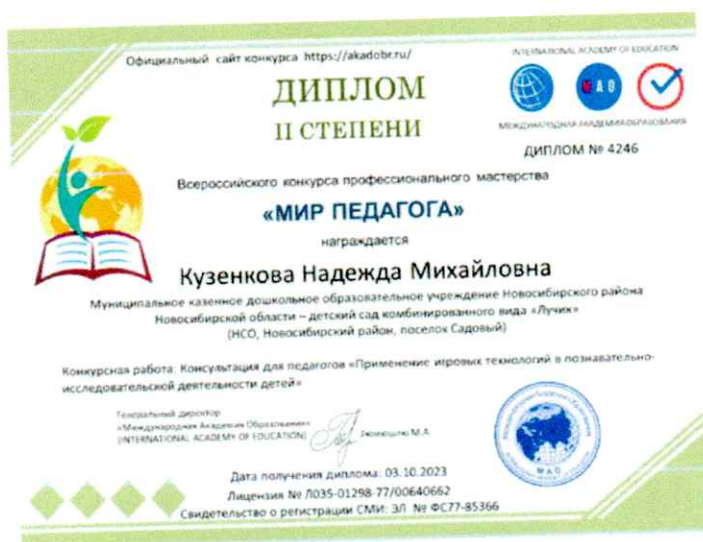 Официальный сайт конкурса https://akadobr.ru/
INTERNATIONAL ACADEMY OF EDUCATION
ДИПЛОМ
II СТЕПЕНИ
МАО
МЕЖДУНАРОДНАЯ АКАДЕМИЯ ОБРАЗОВАНИЯ
ДИПЛОМ № 4246
Всероссийского конкурса профессионального мастерства
«МИР ПЕДАГОГА»
награждается
Кузенкова Надежда Михайловна
Муниципальное казенное дошкольное образовательное учреждение Новосибирского района
Новосибирской области – детский сад комбинированного вида «Лучик»
(НСО, Новосибирский район, поселок Садовый)
Конкурсная работа: Консультация для педагогов «Применение игровых технологий в познавательно-
исследовательской деятельности детей»
Генеральный директор
«Международная Академия Образования»
(INTERNATIONAL ACADEMY OF EDUCATION)
М.А.
МАО
Дата получения диплома: 03.10.2023
Лицензия № Л035-01298-77/00640662
Свидетельство о регистрации СМИ: ЭЛ № ФС77-85366